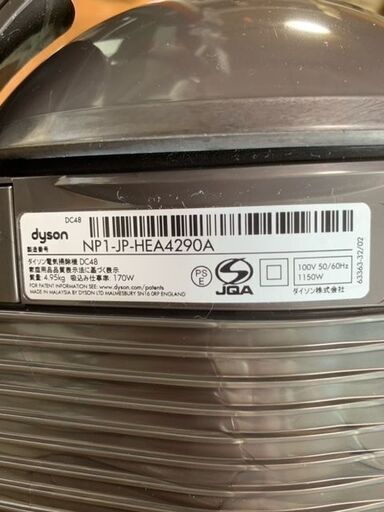 DC48
dyson
製造番号
NP1-JP-HEA4290A
ダイソン電気掃除機 DC48
家庭用品品質表示法に基づく表示
質量: 4.95kg 吸込み仕事率: 170W
FOR PATENT INFORMATION SEE: www.dyson.com/patents
MADE IN MALAYSIA BY DYSON LTD MALMESBURY SN16 0RP ENGLAND
PS
E
JQA
100V 50/60Hz
1150W
ダイソン株式会社
63363-32/02